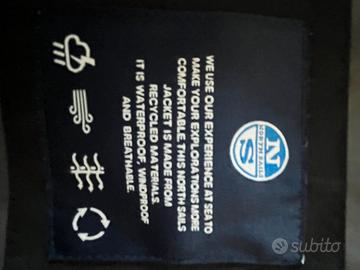 N
NORTH SAILS
S
WE USE OUR EXPERIENCE AT SEA TO
MAKE YOUR EXPLORATIONS MORE
COMFORTABLE. THIS NORTH SAILS
JACKET IS MADE FROM
RECYCLED MATERIALS.
IT IS WATERPROOF, WINDPROOF
AND BREATHABLE.
subito